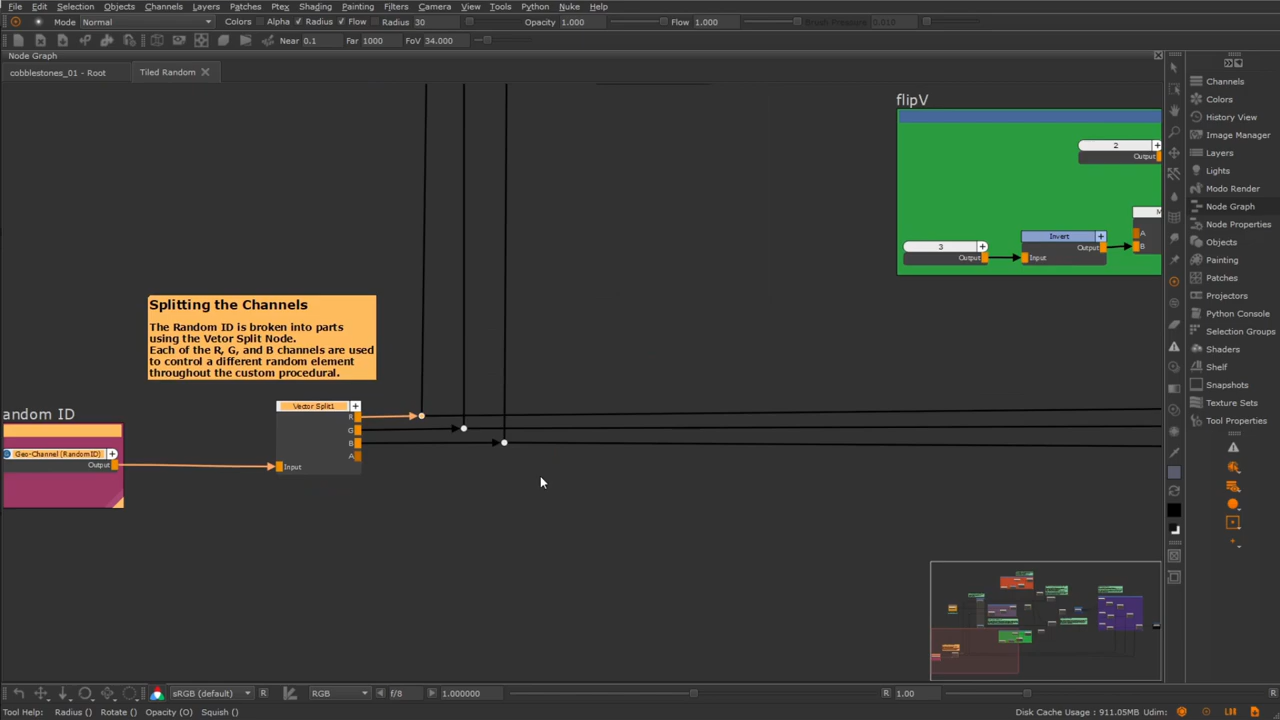 File Edit Selection Objects Channels Layers Patches Ptex Shading Painting Filters Camera View Tools Python Nuke Help
Mode Normal Colors Alpha Radius Flow Radius 30 Opacity 1.000 Flow 1.000 Brush Pressure 0.010
Near 0.1 Far 1000 FoV 34.000
Node Graph
cobblestones_01 - Root Tiled Random
flipV
2
Output
3
Output
Invert
Output
Input
M
A
B
Splitting the Channels
The Random ID is broken into parts
using the Vetor Split Node.
Each of the R, G, and B channels are used
to control a different random element
throughout the custom procedural.
andom ID
Geo-Channel (RandomID)
Output
Vector Split1
R
G
B
A
Input
Channels
Colors
History View
Image Manager
Layers
Lights
Modo Render
Node Graph
Node Properties
Objects
Painting
Patches
Projectors
Python Console
Selection Groups
Shaders
Shelf
Snapshots
Texture Sets
Tool Properties
sRGB (default) R RGB f/8 1.000000 R 1.00 R
Tool Help: Radius () Rotate () Opacity (O) Squish () Disk Cache Usage : 911.05MB Udim: